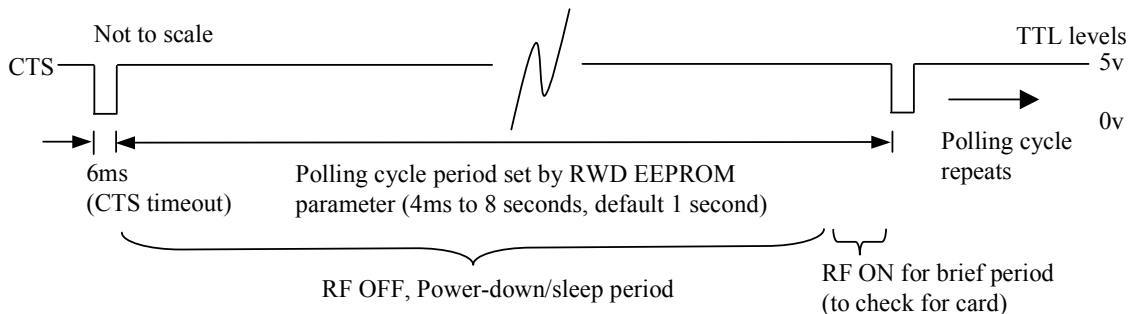 Not to scale
TTL levels
CTS
5v
0v
Polling cycle
repeats
6ms
(CTS timeout)
Polling cycle period set by RWD EEPROM
parameter (4ms to 8 seconds, default 1 second)
RF OFF, Power-down/sleep period
RF ON for brief period
(to check for card)